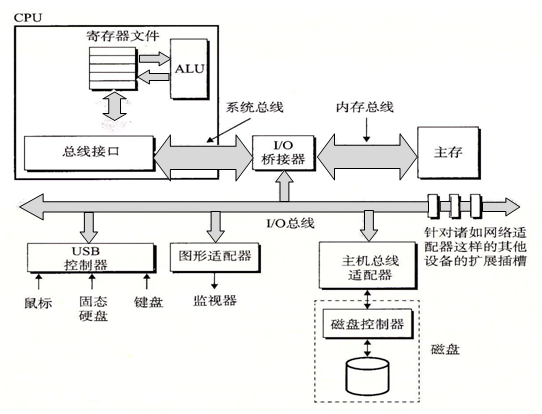 CPU
寄存器文件
ALU
系统总线
内存总线
总线接口
I/O
桥接器
主存
I/O总线
针对诸如网络适
配器这样的其他
设备的扩展插槽
USB
控制器
图形适配器
主机总线
适配器
鼠标
固态
硬盘
键盘
监视器
磁盘控制器
磁盘